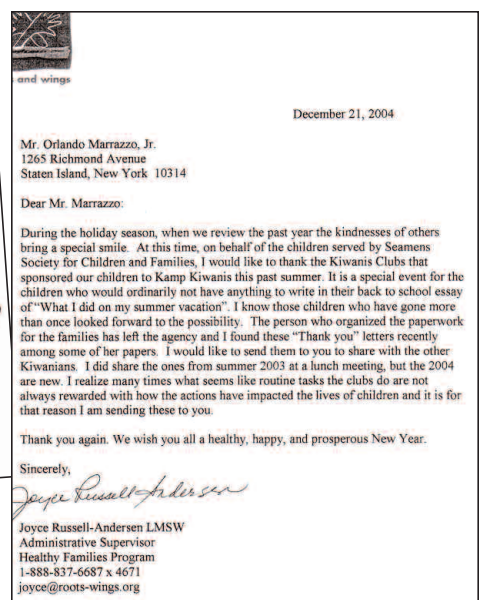 and wings
December 21, 2004
Mr. Orlando Marrazzo, Jr.
1265 Richmond Avenue
Staten Island, New York 10314
Dear Mr. Marrazzo:
During the holiday season, when we review the past year the kindnesses of others
bring a special smile. At this time, on behalf of the children served by Seamens
Society for Children and Families, I would like to thank the Kiwanis Clubs that
sponsored our children to Kamp Kiwanis this past summer. It is a special event for the
children who would ordinarily not have anything to write in their back to school essay
of "What I did on my summer vacation". I know those children who have gone more
than once looked forward to the possibility. The person who organized the paperwork
for the families has left the agency and I found these "Thank you" letters recently
among some of her papers. I would like to send them to you to share with the other
Kiwanians. I did share the ones from summer 2003 at a lunch meeting, but the 2004
are new. I realize many times what seems like routine tasks the clubs do are not
always rewarded with how the actions have impacted the lives of children and it is for
that reason I am sending these to you.
Thank you again. We wish you all a healthy, happy, and prosperous New Year.
Sincerely,
Joyce Russell-Andersen
Joyce Russell-Andersen LMSW
Administrative Supervisor
Healthy Families Program
1-888-837-6687 x 4671
joyce@roots-wings.org